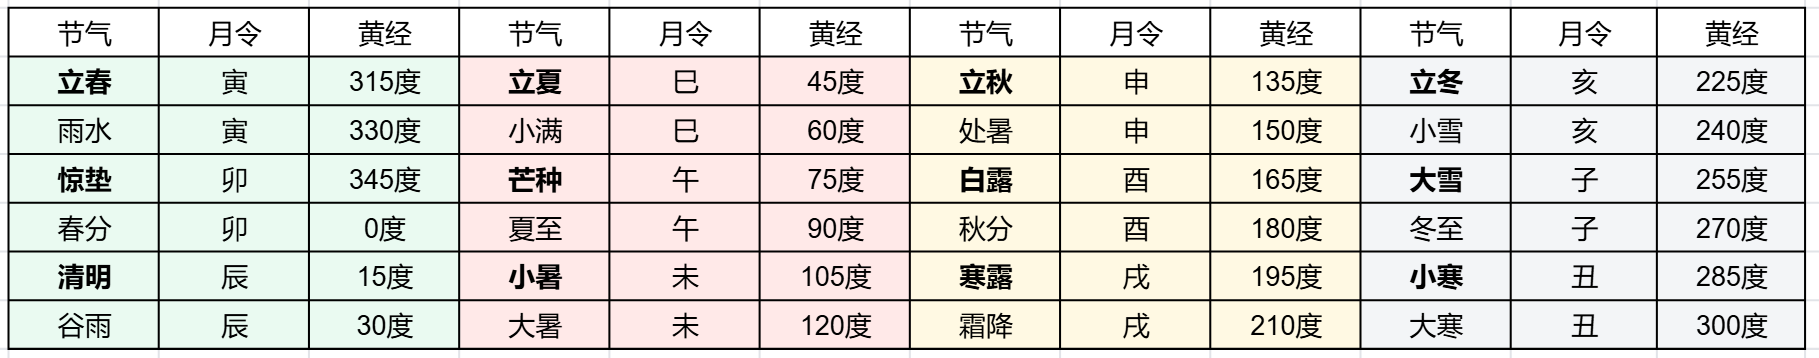 节气 月令 黄经 节气 月令 黄经 节气 月令 黄经 节气 月令 黄经
立春 寅 315度 立夏 巳 45度 立秋 申 135度 立冬 亥 225度
雨水 寅 330度 小满 巳 60度 处暑 申 150度 小雪 亥 240度
惊垫 卯 345度 芒种 午 75度 白露 酉 165度 大雪 子 255度
春分 卯 0度 夏至 午 90度 秋分 酉 180度 冬至 子 270度
清明 辰 15度 小暑 未 105度 寒露 戌 195度 小寒 丑 285度
谷雨 辰 30度 大暑 未 120度 霜降 戌 210度 大寒 丑 300度